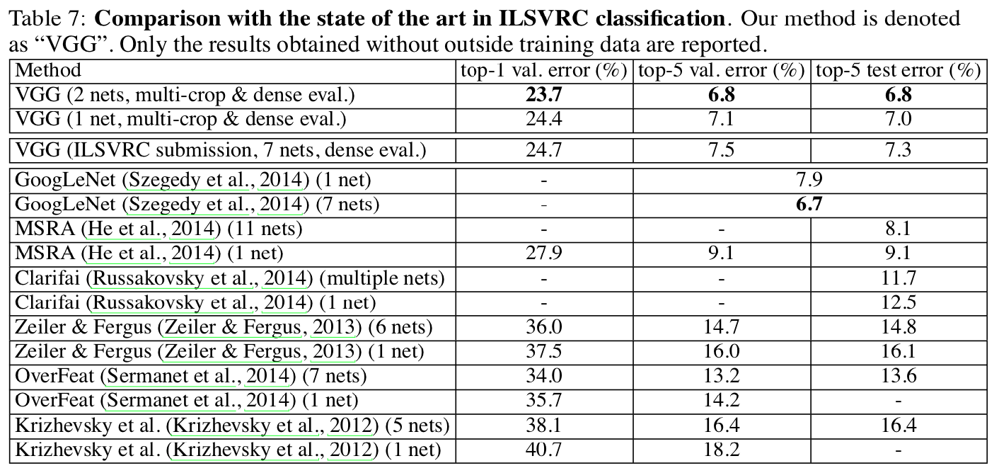 Table 7: Comparison with the state of the art in ILSVRC classification. Our method is denoted
as “VGG”. Only the results obtained without outside training data are reported.
Method top-1 val. error (%) top-5 val. error (%) top-5 test error (%)
VGG (2 nets, multi-crop & dense eval.) 23.7 6.8 6.8
VGG (1 net, multi-crop & dense eval.) 24.4 7.1 7.0
VGG (ILSVRC submission, 7 nets, dense eval.) 24.7 7.5 7.3
GoogLeNet (Szegedy et al., 2014) (1 net) - 7.9
GoogLeNet (Szegedy et al., 2014) (7 nets) - 6.7
MSRA (He et al., 2014) (11 nets) - - 8.1
MSRA (He et al., 2014) (1 net) 27.9 9.1 9.1
Clarifai (Russakovsky et al., 2014) (multiple nets) - - 11.7
Clarifai (Russakovsky et al., 2014) (1 net) - - 12.5
Zeiler & Fergus (Zeiler & Fergus, 2013) (6 nets) 36.0 14.7 14.8
Zeiler & Fergus (Zeiler & Fergus, 2013) (1 net) 37.5 16.0 16.1
OverFeat (Sermanet et al., 2014) (7 nets) 34.0 13.2 13.6
OverFeat (Sermanet et al., 2014) (1 net) 35.7 14.2 -
Krizhevsky et al. (Krizhevsky et al., 2012) (5 nets) 38.1 16.4 16.4
Krizhevsky et al. (Krizhevsky et al., 2012) (1 net) 40.7 18.2 -